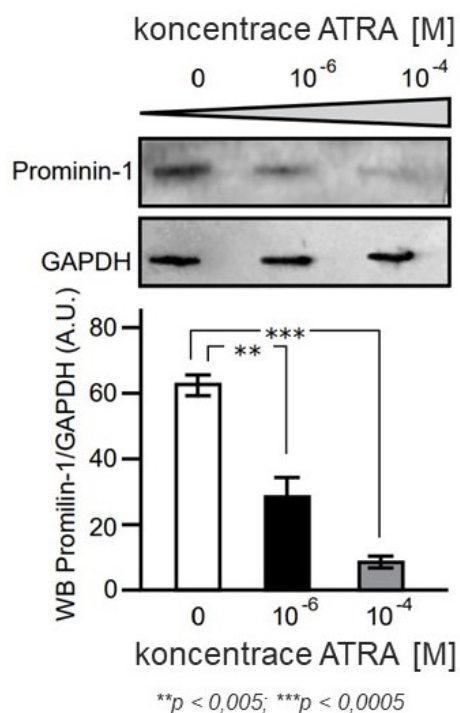 koncentrace ATRA [M]
0 10⁻⁶ 10⁻⁴
Prominin-1
GAPDH
WB Promilin-1/GAPDH (A.U.)
80
60
40
20
0
***
**
0 10⁻⁶ 10⁻⁴
koncentrace ATRA [M]
**p < 0,005; ***p < 0,0005